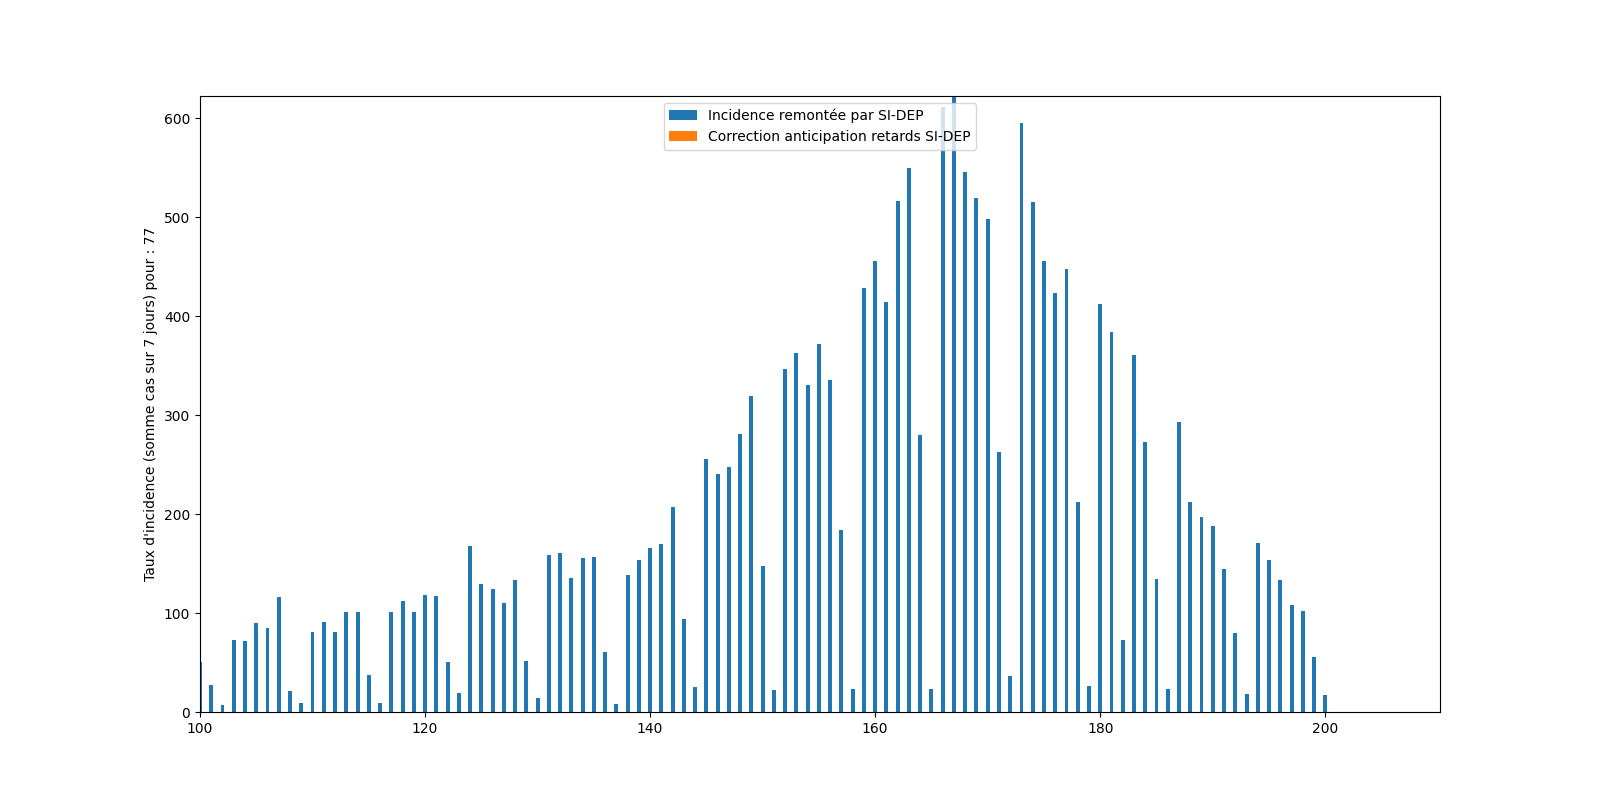 Incidence remontée par SI-DEP
Correction anticipation retards SI-DEP
Taux d'incidence (somme cas sur 7 jours) pour : 77
600
500
400
300
200
100
0
100 120 140 160 180 200